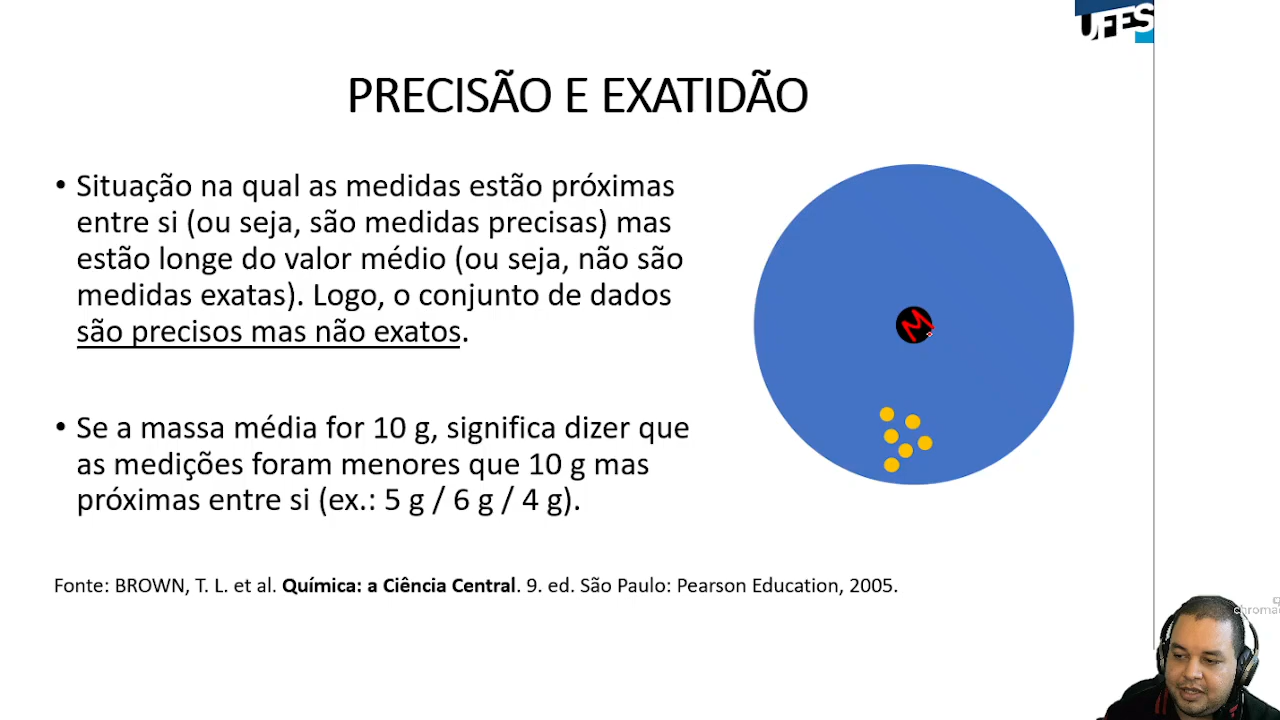 UFES
PRECISÃO E EXATIDÃO
• Situação na qual as medidas estão próximas
entre si (ou seja, são medidas precisas) mas
estão longe do valor médio (ou seja, não são
medidas exatas). Logo, o conjunto de dados
são precisos mas não exatos.
M
• Se a massa média for 10 g, significa dizer que
as medições foram menores que 10 g mas
próximas entre si (ex.: 5 g / 6 g / 4 g).
Fonte: BROWN, T. L. et al. Química: a Ciência Central. 9. ed. São Paulo: Pearson Education, 2005.